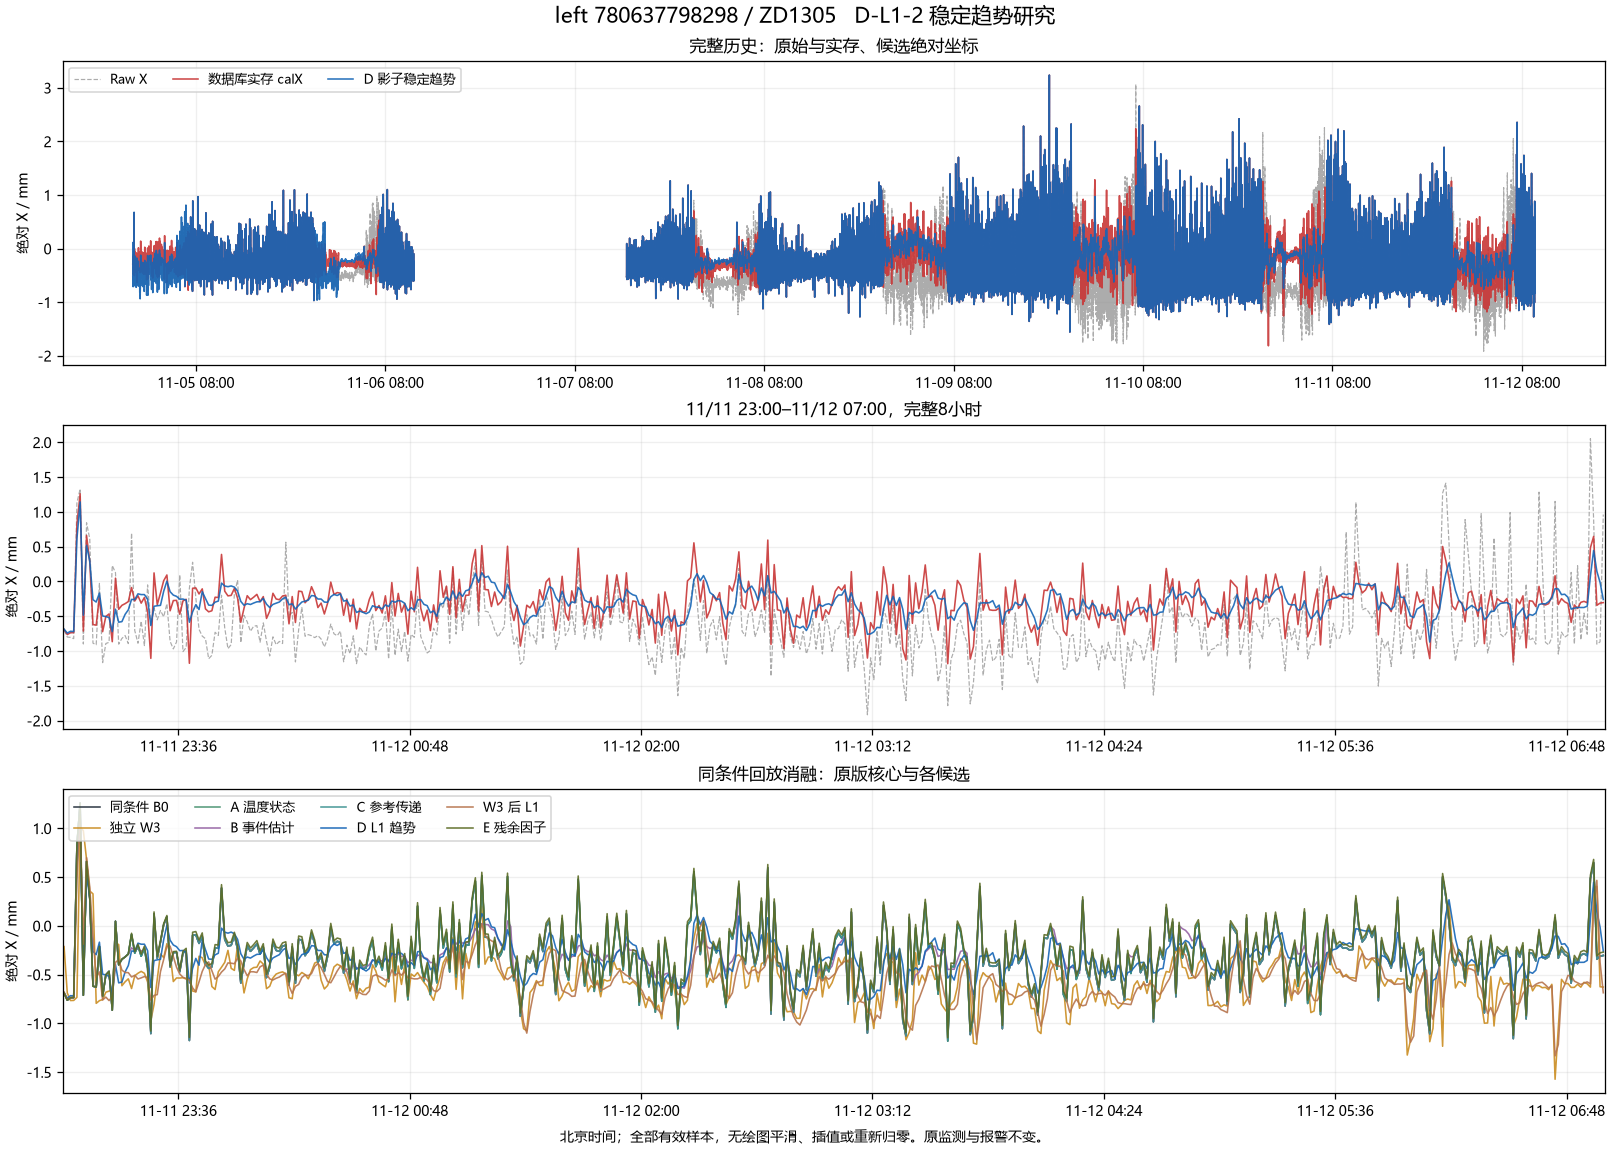 left 780637798298 / ZD1305   D-L1-2 稳定趋势研究
完整历史：原始与实存、候选绝对坐标
Raw X
数据库实存 calX
D 影子稳定趋势
绝对 X / mm
3
2
1
0
-1
-2
11-05 08:00
11-06 08:00
11-07 08:00
11-08 08:00
11-09 08:00
11-10 08:00
11-11 08:00
11-12 08:00
11/11 23:00–11/12 07:00，完整8小时
绝对 X / mm
2.0
1.5
1.0
0.5
0.0
-0.5
-1.0
-1.5
-2.0
11-11 23:36
11-12 00:48
11-12 02:00
11-12 03:12
11-12 04:24
11-12 05:36
11-12 06:48
同条件回放消融：原版核心与各候选
同条件 B0
A 温度状态
C 参考传递
W3 后 L1
独立 W3
B 事件估计
D L1 趋势
E 残余因子
绝对 X / mm
1.0
0.5
0.0
-0.5
-1.0
-1.5
11-11 23:36
11-12 00:48
11-12 02:00
11-12 03:12
11-12 04:24
11-12 05:36
11-12 06:48
北京时间；全部有效样本，无绘图平滑、插值或重新归零。原监测与报警不变。